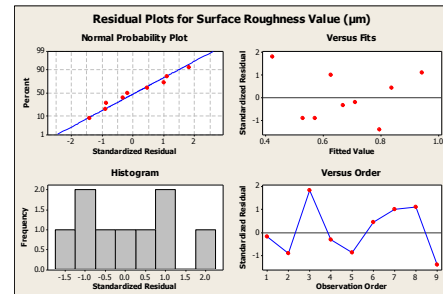 Residual Plots for Surface Roughness Value (µm)
Normal Probability Plot
Versus Fits
99
90
50
10
1
Percent
-2 -1 0 1 2
Standardized Residual
2
1
0
-1
Standardized Residual
0.4 0.6 0.8 1.0
Fitted Value
Histogram
Versus Order
2.0
1.5
1.0
0.5
0.0
Frequency
-1.5 -1.0 -0.5 0.0 0.5 1.0 1.5 2.0
Standardized Residual
2
1
0
-1
Standardized Residual
1 2 3 4 5 6 7 8 9
Observation Order